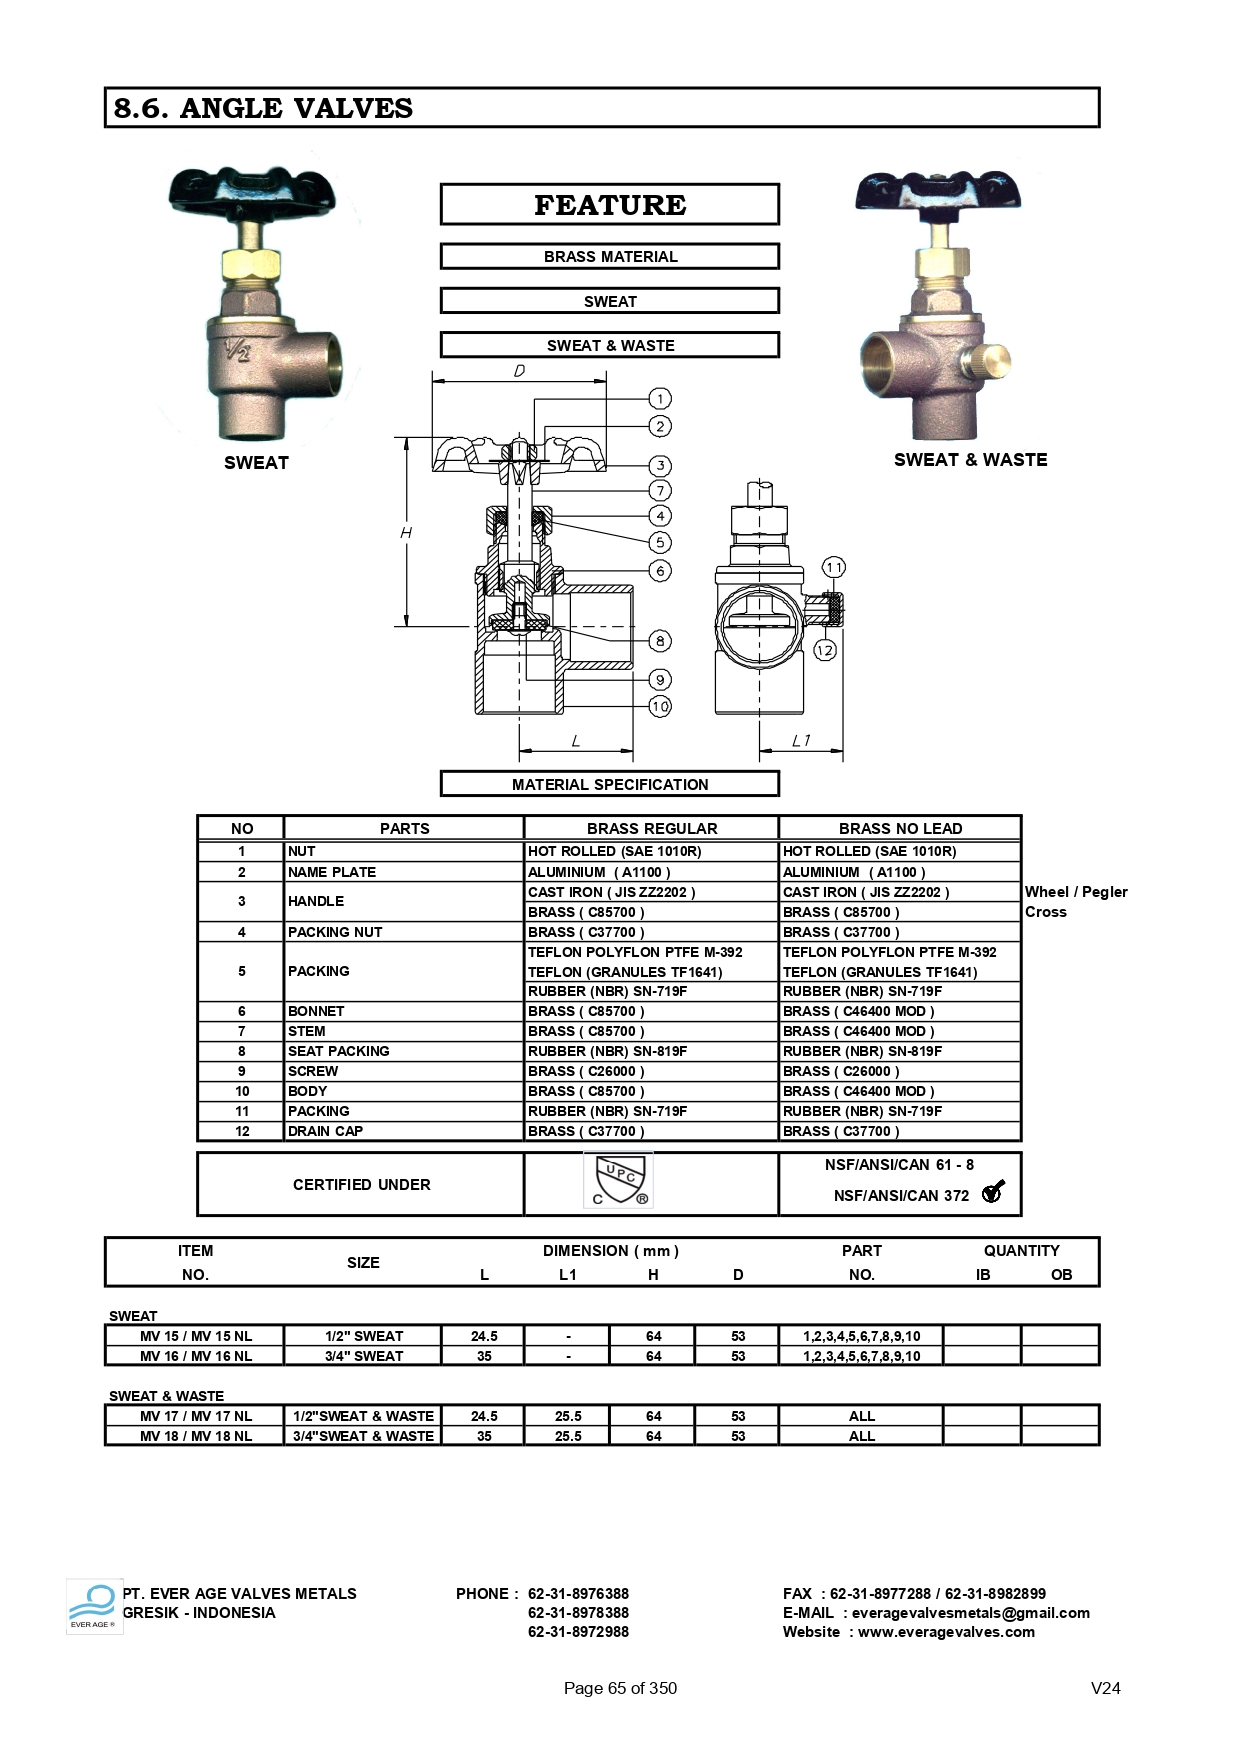 8.6. ANGLE VALVES
FEATURE
BRASS MATERIAL
SWEAT
SWEAT & WASTE
1/2
SWEAT
SWEAT & WASTE
D
1
2
3
7
4
H
5
6
11
8
12
9
10
L
L1
MATERIAL SPECIFICATION
NO PARTS BRASS REGULAR BRASS NO LEAD
1 NUT HOT ROLLED (SAE 1010R) HOT ROLLED (SAE 1010R)
2 NAME PLATE ALUMINIUM ( A1100 ) ALUMINIUM ( A1100 )
3 HANDLE CAST IRON ( JIS ZZ2202 ) CAST IRON ( JIS ZZ2202 ) Wheel / Pegler
BRASS ( C85700 ) BRASS ( C85700 ) Cross
4 PACKING NUT BRASS ( C37700 ) BRASS ( C37700 )
5 PACKING TEFLON POLYFLON PTFE M-392 TEFLON POLYFLON PTFE M-392
TEFLON (GRANULES TF1641) TEFLON (GRANULES TF1641)
RUBBER (NBR) SN-719F RUBBER (NBR) SN-719F
6 BONNET BRASS ( C85700 ) BRASS ( C46400 MOD )
7 STEM BRASS ( C85700 ) BRASS ( C46400 MOD )
8 SEAT PACKING RUBBER (NBR) SN-819F RUBBER (NBR) SN-819F
9 SCREW BRASS ( C26000 ) BRASS ( C26000 )
10 BODY BRASS ( C85700 ) BRASS ( C46400 MOD )
11 PACKING RUBBER (NBR) SN-719F RUBBER (NBR) SN-719F
12 DRAIN CAP BRASS ( C37700 ) BRASS ( C37700 )
CERTIFIED UNDER
UPC
C ®
NSF/ANSI/CAN 61 - 8
NSF/ANSI/CAN 372
ITEM NO. SIZE DIMENSION ( mm ) PART NO. QUANTITY
L L1 H D IB OB
SWEAT
MV 15 / MV 15 NL 1/2" SWEAT 24.5 - 64 53 1,2,3,4,5,6,7,8,9,10
MV 16 / MV 16 NL 3/4" SWEAT 35 - 64 53 1,2,3,4,5,6,7,8,9,10
SWEAT & WASTE
MV 17 / MV 17 NL 1/2"SWEAT & WASTE 24.5 25.5 64 53 ALL
MV 18 / MV 18 NL 3/4"SWEAT & WASTE 35 25.5 64 53 ALL
EVER AGE ®
PT. EVER AGE VALVES METALS PHONE : 62-31-8976388 FAX : 62-31-8977288 / 62-31-8982899
GRESIK - INDONESIA 62-31-8978388 E-MAIL : everagevalvesmetals@gmail.com
62-31-8972988 Website : www.everagevalves.com
Page 65 of 350 V24